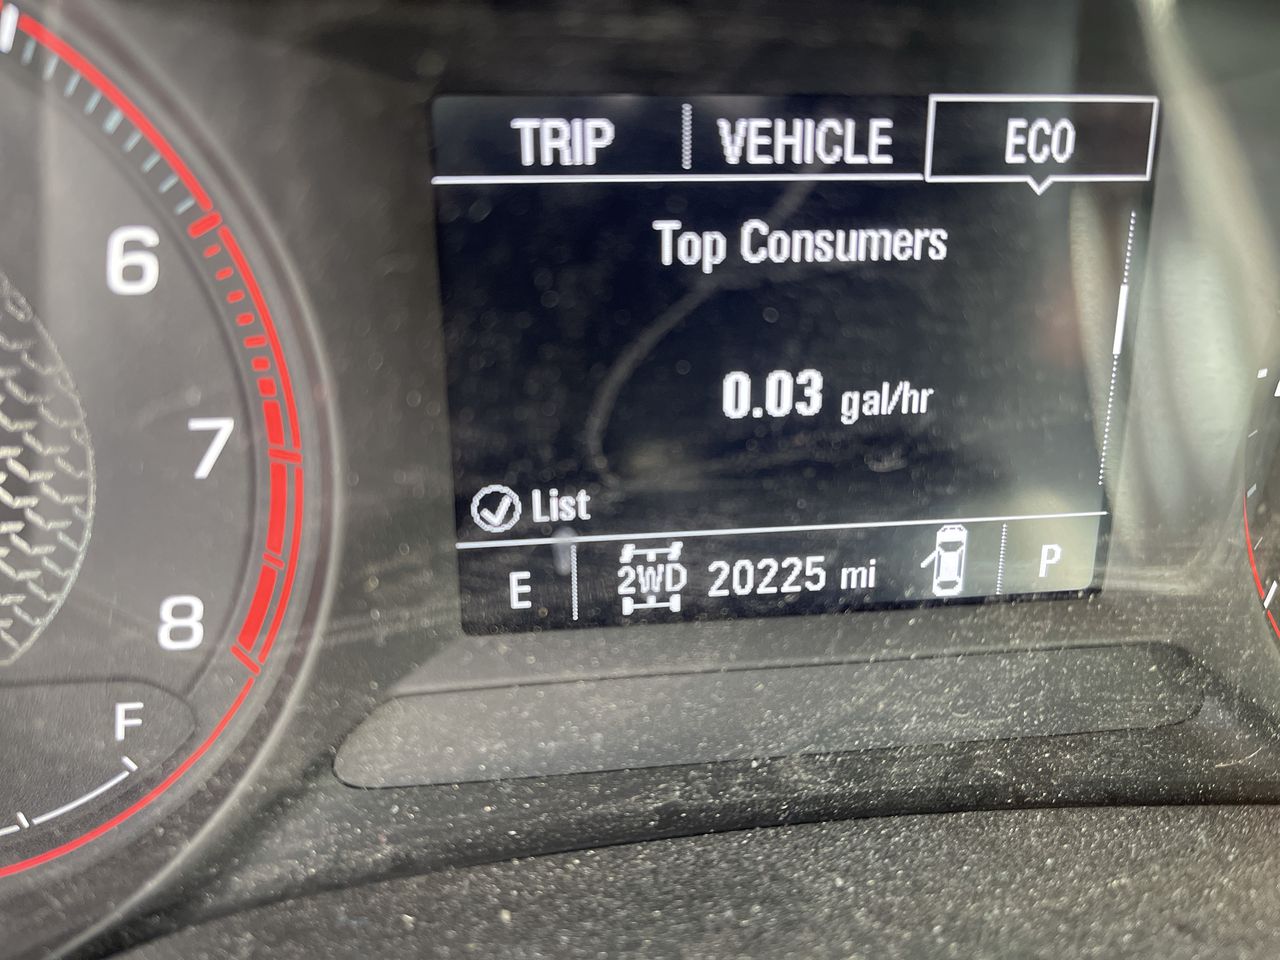 TRIP VEHICLE ECO
Top Consumers
0.03 gal/hr
List
E 2WD 20225 mi P
6
7
8
F